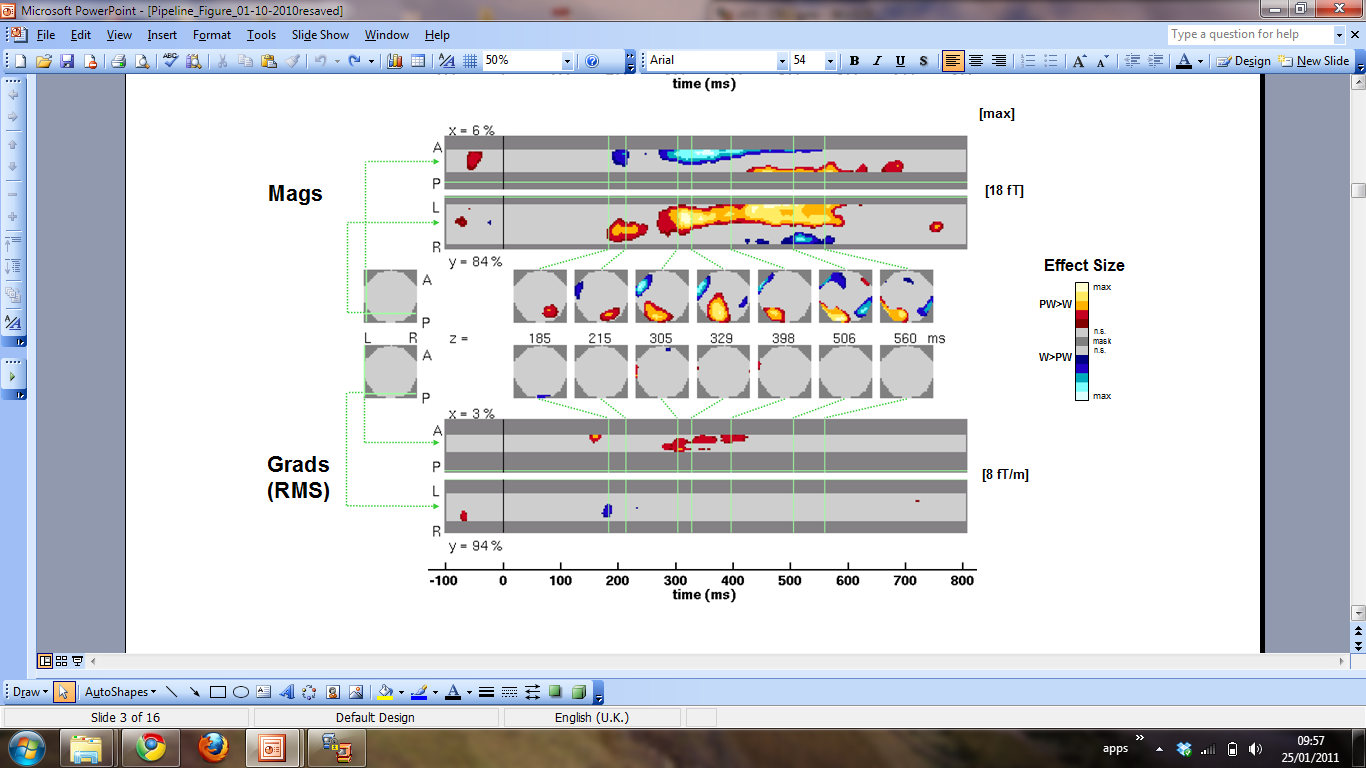 Microsoft PowerPoint - [Pipeline_Figure_01-10-2010resaved]
File Edit View Insert Format Tools Slide Show Window Help
Type a question for help
50%
Arial
54
B I U S
Design
New Slide
time (ms)
[max]
x = 6 %
A
P
Mags
[18 fT]
L
R
y = 84 %
A
P
L R
z = 185 215 305 329 398 506 560 ms
A
P
Effect Size
max
PW>W
n.s.
mask
n.s.
W>PW
max
x = 3 %
A
P
Grads
(RMS)
[8 fT/m]
L
R
y = 94 %
-100 0 100 200 300 400 500 600 700 800
time (ms)
Draw
AutoShapes
Slide 3 of 16
Default Design
English (U.K.)
apps
09:57
25/01/2011